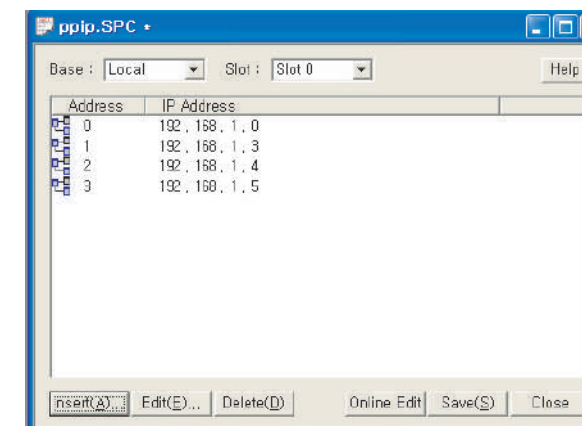 ppip.SPC *
Base : Local Slot : Slot 0 Help
Address IP Address
0 192 . 168 . 1 . 0
1 192 . 168 . 1 . 3
2 192 . 168 . 1 . 4
3 192 . 168 . 1 . 5
nsert(A)... Edit(E)... Delete(D) Online Edit Save(S) Close